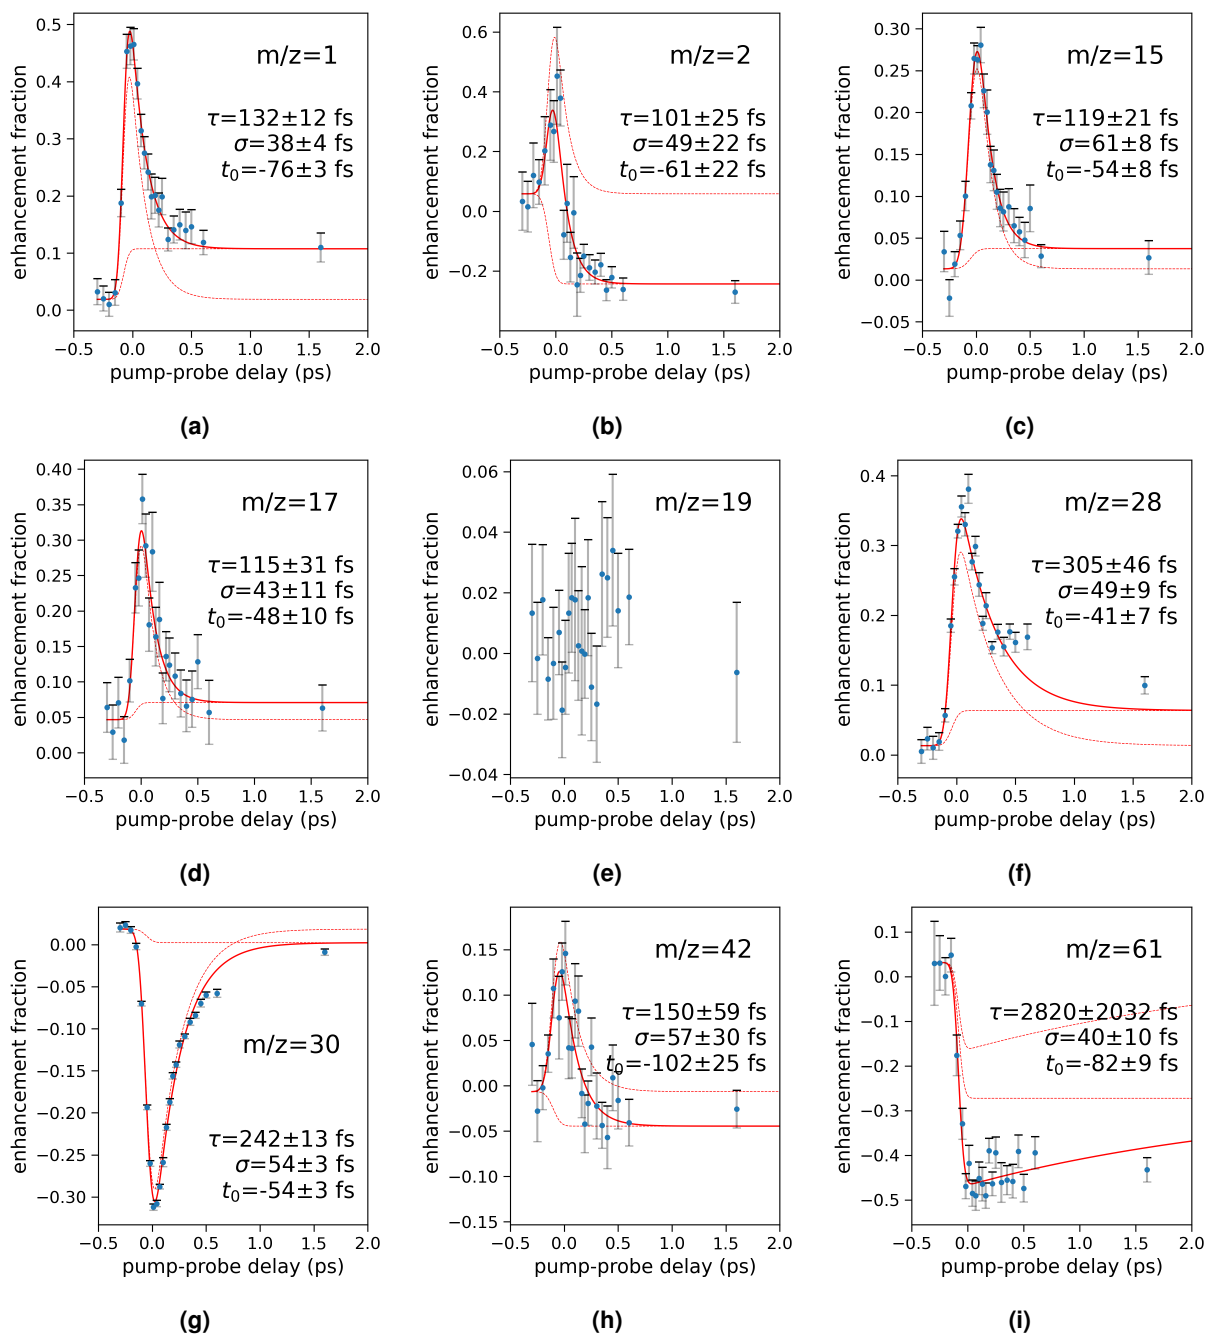 0.5
0.4
0.3
0.2
0.1
0.0
enhancement fraction
m/z=1
τ=132±12 fs
σ=38±4 fs
t0=-76±3 fs
−0.5 0.0 0.5 1.0 1.5 2.0
pump-probe delay (ps)
(a)
0.6
0.4
0.2
0.0
−0.2
enhancement fraction
m/z=2
τ=101±25 fs
σ=49±22 fs
t0=-61±22 fs
−0.5 0.0 0.5 1.0 1.5 2.0
pump-probe delay (ps)
(b)
0.30
0.25
0.20
0.15
0.10
0.05
0.00
−0.05
enhancement fraction
m/z=15
τ=119±21 fs
σ=61±8 fs
t0=-54±8 fs
−0.5 0.0 0.5 1.0 1.5 2.0
pump-probe delay (ps)
(c)
0.40
0.35
0.30
0.25
0.20
0.15
0.10
0.05
0.00
enhancement fraction
m/z=17
τ=115±31 fs
σ=43±11 fs
t0=-48±10 fs
−0.5 0.0 0.5 1.0 1.5 2.0
pump-probe delay (ps)
(d)
0.06
0.04
0.02
0.00
−0.02
−0.04
enhancement fraction
m/z=19
−0.5 0.0 0.5 1.0 1.5 2.0
pump-probe delay (ps)
(e)
0.4
0.3
0.2
0.1
0.0
enhancement fraction
m/z=28
τ=305±46 fs
σ=49±9 fs
t0=-41±7 fs
−0.5 0.0 0.5 1.0 1.5 2.0
pump-probe delay (ps)
(f)
0.00
−0.05
−0.10
−0.15
−0.20
−0.25
−0.30
enhancement fraction
m/z=30
τ=242±13 fs
σ=54±3 fs
t0=-54±3 fs
−0.5 0.0 0.5 1.0 1.5 2.0
pump-probe delay (ps)
(g)
0.15
0.10
0.05
0.00
−0.05
−0.10
−0.15
enhancement fraction
m/z=42
τ=150±59 fs
σ=57±30 fs
t0=-102±25 fs
−0.5 0.0 0.5 1.0 1.5 2.0
pump-probe delay (ps)
(h)
0.1
0.0
−0.1
−0.2
−0.3
−0.4
−0.5
enhancement fraction
m/z=61
τ=2820±2032 fs
σ=40±10 fs
t0=-82±9 fs
−0.5 0.0 0.5 1.0 1.5 2.0
pump-probe delay (ps)
(i)